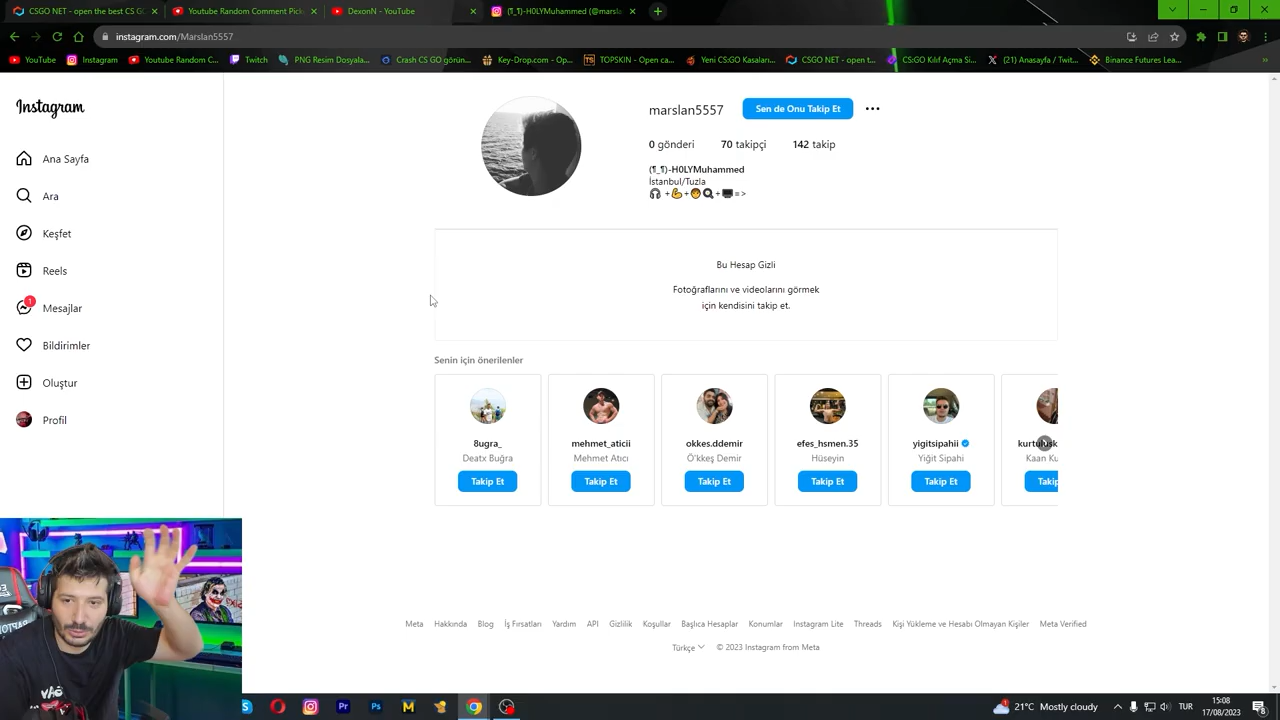 CSGO NET - open the best CS GO
Youtube Random Comment Pick
DexonN - YouTube
(¶_¶)-H0LYMuhammed (@marsla
instagram.com/Marslan5557
YouTube
Instagram
Youtube Random C...
Twitch
PNG Resim Dosyala...
Crash CS GO görün...
Key-Drop.com - Op...
TOPSKIN - Open ca...
Yeni CS:GO Kasaları...
CSGO NET - open t...
CS:GO Kılıf Açma Si...
(21) Anasayfa / Twit...
Binance Futures Lea...
Instagram
marslan5557
Sen de Onu Takip Et
0 gönderi 70 takipçi 142 takip
(¶_¶)-H0LYMuhammed
İstanbul/Tuzla
🎧 +💪+🧑🔍+🖥=>
Ana Sayfa
Ara
Keşfet
Reels
1
Mesajlar
Bildirimler
Oluştur
Profil
Bu Hesap Gizli
Fotoğraflarını ve videolarını görmek
için kendisini takip et.
Senin için önerilenler
8ugra_
Deatx Buğra
Takip Et
mehmet_aticii
Mehmet Atıcı
Takip Et
okkes.ddemir
Ö'kkeş Demir
Takip Et
efes_hsmen.35
Hüseyin
Takip Et
yigitsipahii
Yiğit Sipahi
Takip Et
kurtulusk
Kaan Ku
Takip
Meta Hakkında Blog İş Fırsatları Yardım API Gizlilik Koşullar Başlıca Hesaplar Konumlar Instagram Lite Threads Kişi Yükleme ve Hesabı Olmayan Kişiler Meta Verified
Türkçe © 2023 Instagram from Meta
21°C Mostly cloudy
TUR
15:08
17/08/2023